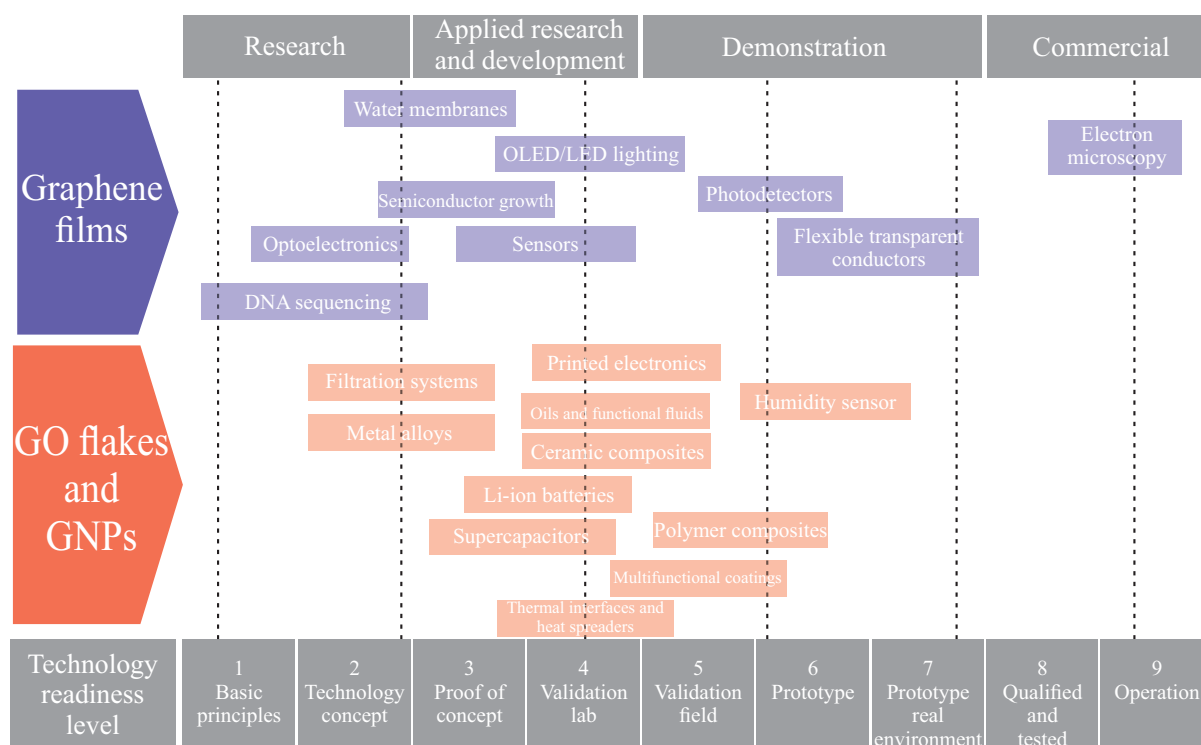 Research
Applied research
and development
Demonstration
Commercial
Graphene
films
Water membranes
OLED/LED lighting
Electron
microscopy
Semiconductor growth
Photodetectors
Optoelectronics
Sensors
Flexible transparent
conductors
DNA sequencing
GO flakes
and
GNPs
Printed electronics
Filtration systems
Humidity sensor
Oils and functional fluids
Metal alloys
Ceramic composites
Li-ion batteries
Supercapacitors
Polymer composites
Multifunctional coatings
Thermal interfaces and
heat spreaders
Technology
readiness
level
1
Basic
principles
2
Technology
concept
3
Proof of
concept
4
Validation
lab
5
Validation
field
6
Prototype
7
Prototype
real
environment
8
Qualified
and
tested
9
Operation